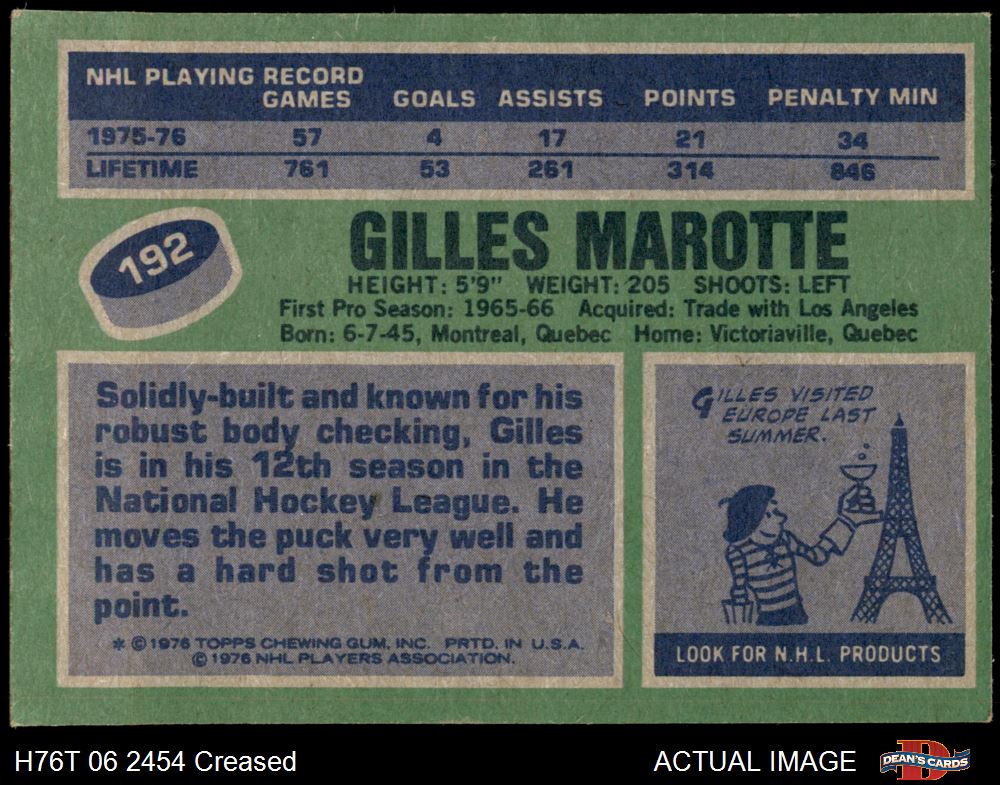 NHL PLAYING RECORD
GAMES GOALS ASSISTS POINTS PENALTY MIN
1975-76 57 4 17 21 34
LIFETIME 761 53 261 314 846
192
GILLES MAROTTE
HEIGHT: 5'9" WEIGHT: 205 SHOOTS: LEFT
First Pro Season: 1965-66 Acquired: Trade with Los Angeles
Born: 6-7-45, Montreal, Quebec Home: Victoriaville, Quebec
Solidly-built and known for his
robust body checking, Gilles
is in his 12th season in the
National Hockey League. He
moves the puck very well and
has a hard shot from the
point.
* © 1976 TOPPS CHEWING GUM, INC. PRTD. IN U.S.A.
© 1976 NHL PLAYERS ASSOCIATION.
GILLES VISITED
EUROPE LAST
SUMMER.
LOOK FOR N.H.L. PRODUCTS
H76T 06 2454 Creased ACTUAL IMAGE DEAN'S CARDS